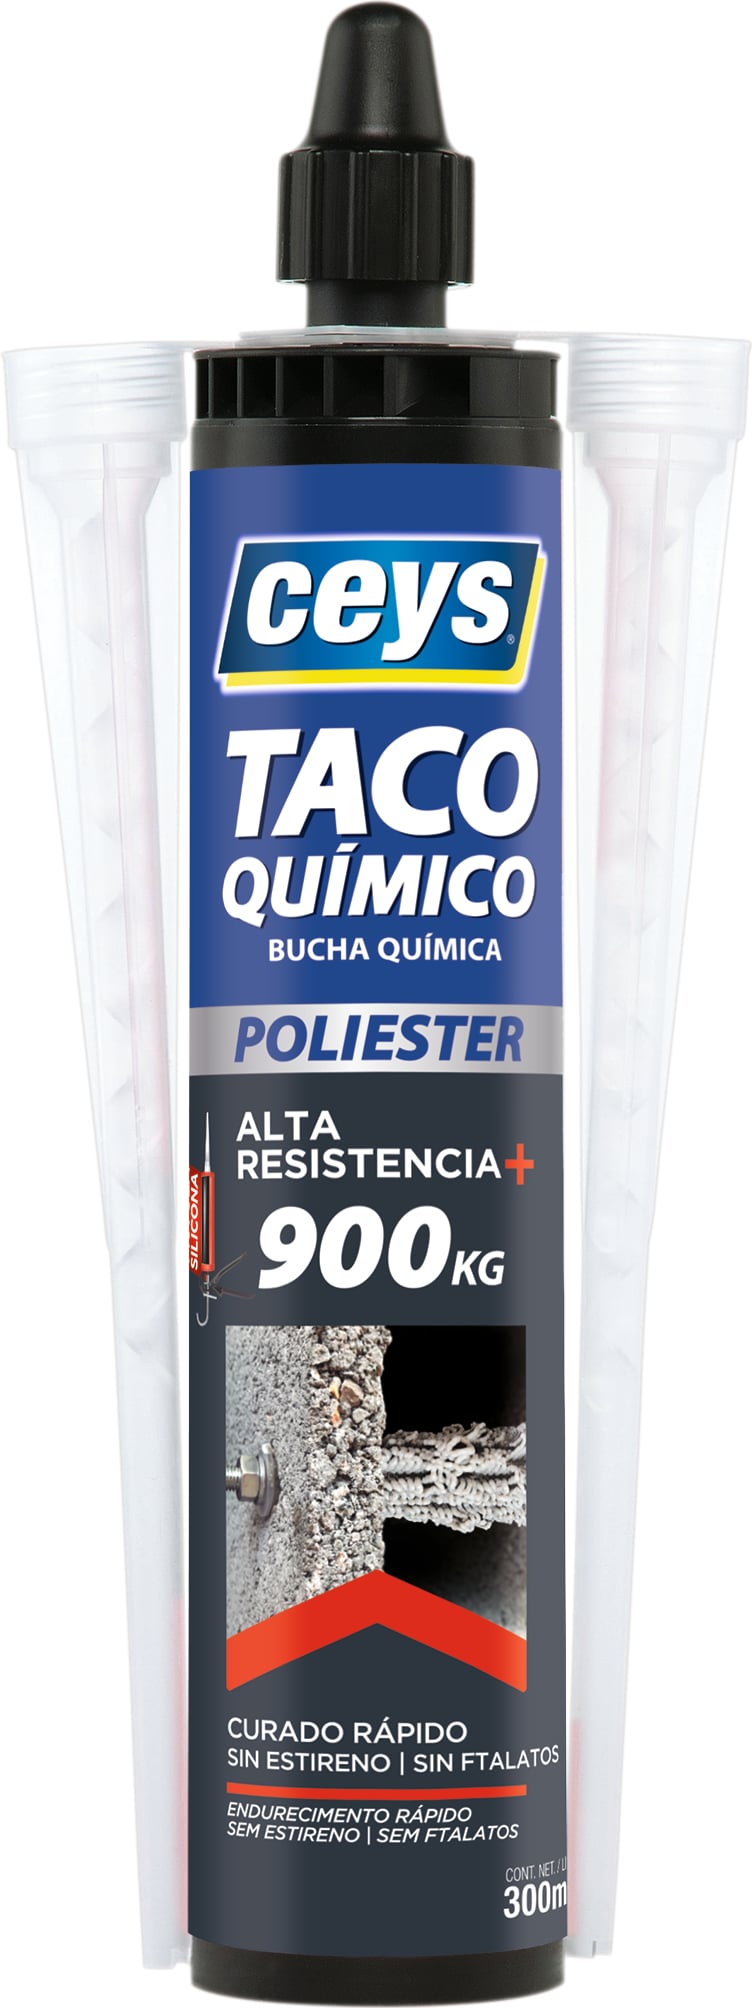 ceys®
TACO
QUÍMICO
BUCHA QUÍMICA
POLIESTER
ALTA
RESISTENCIA+
SILICONA
900KG
CURADO RÁPIDO
SIN ESTIRENO | SIN FTALATOS
ENDURECIMENTO RÁPIDO
SEM ESTIRENO | SEM FTALATOS
CONT. NET. / LI
300m